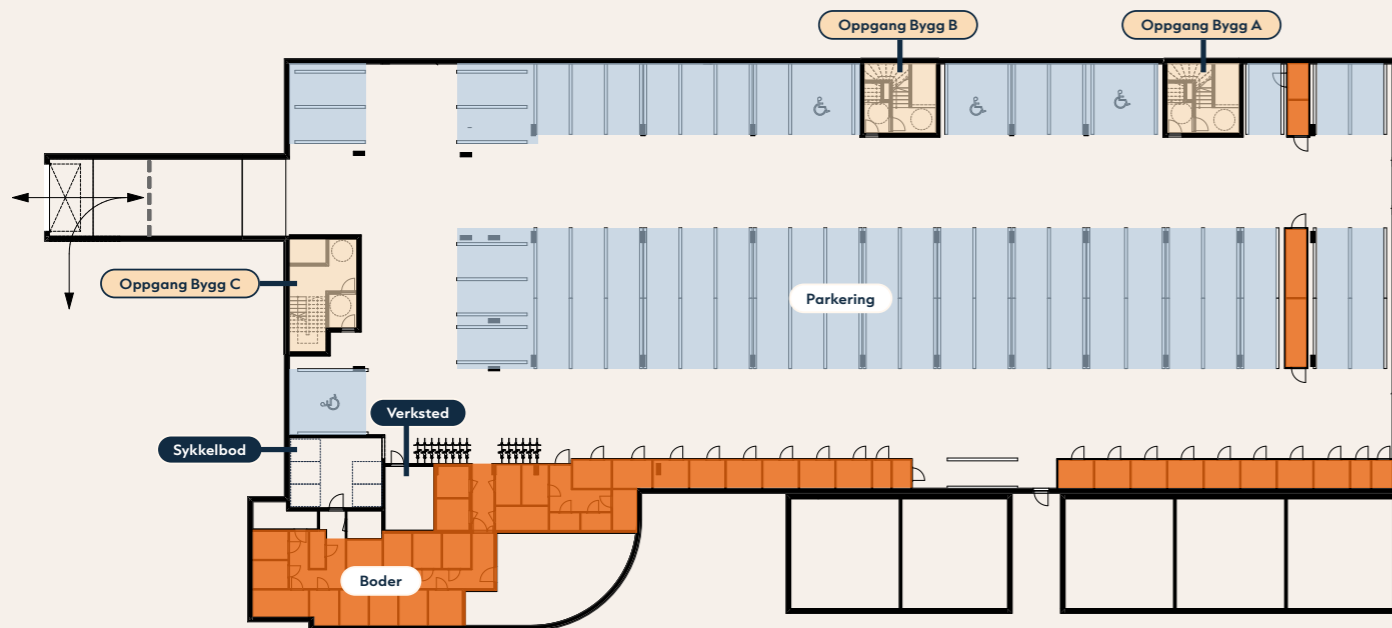 Oppgang Bygg B
Oppgang Bygg A
Oppgang Bygg C
Parkering
Verksted
Sykkelbod
Boder